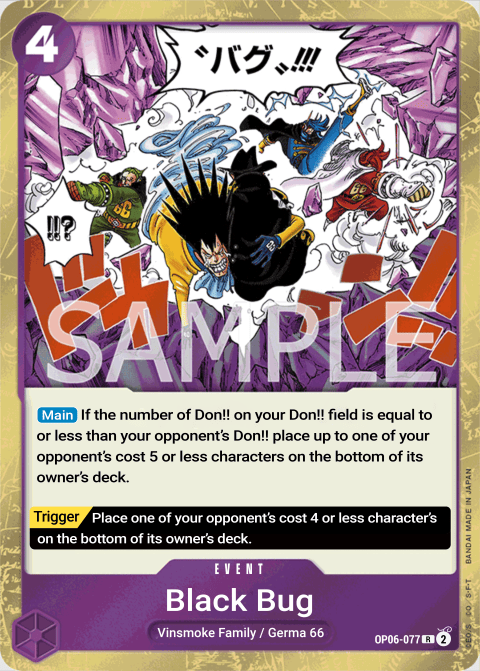 4
〝バグ〟!!!
!!?
ドドォ
SAMPLE
Main If the number of Don!! on your Don!! field is equal to
or less than your opponent's Don!! place up to one of your
opponent's cost 5 or less characters on the bottom of its
owner's deck.
Trigger Place one of your opponent's cost 4 or less character's
on the bottom of its owner's deck.
EVENT
Black Bug
Vinsmoke Family / Germa 66
OP06-077 R 2
BANDAI MADE IN JAPAN